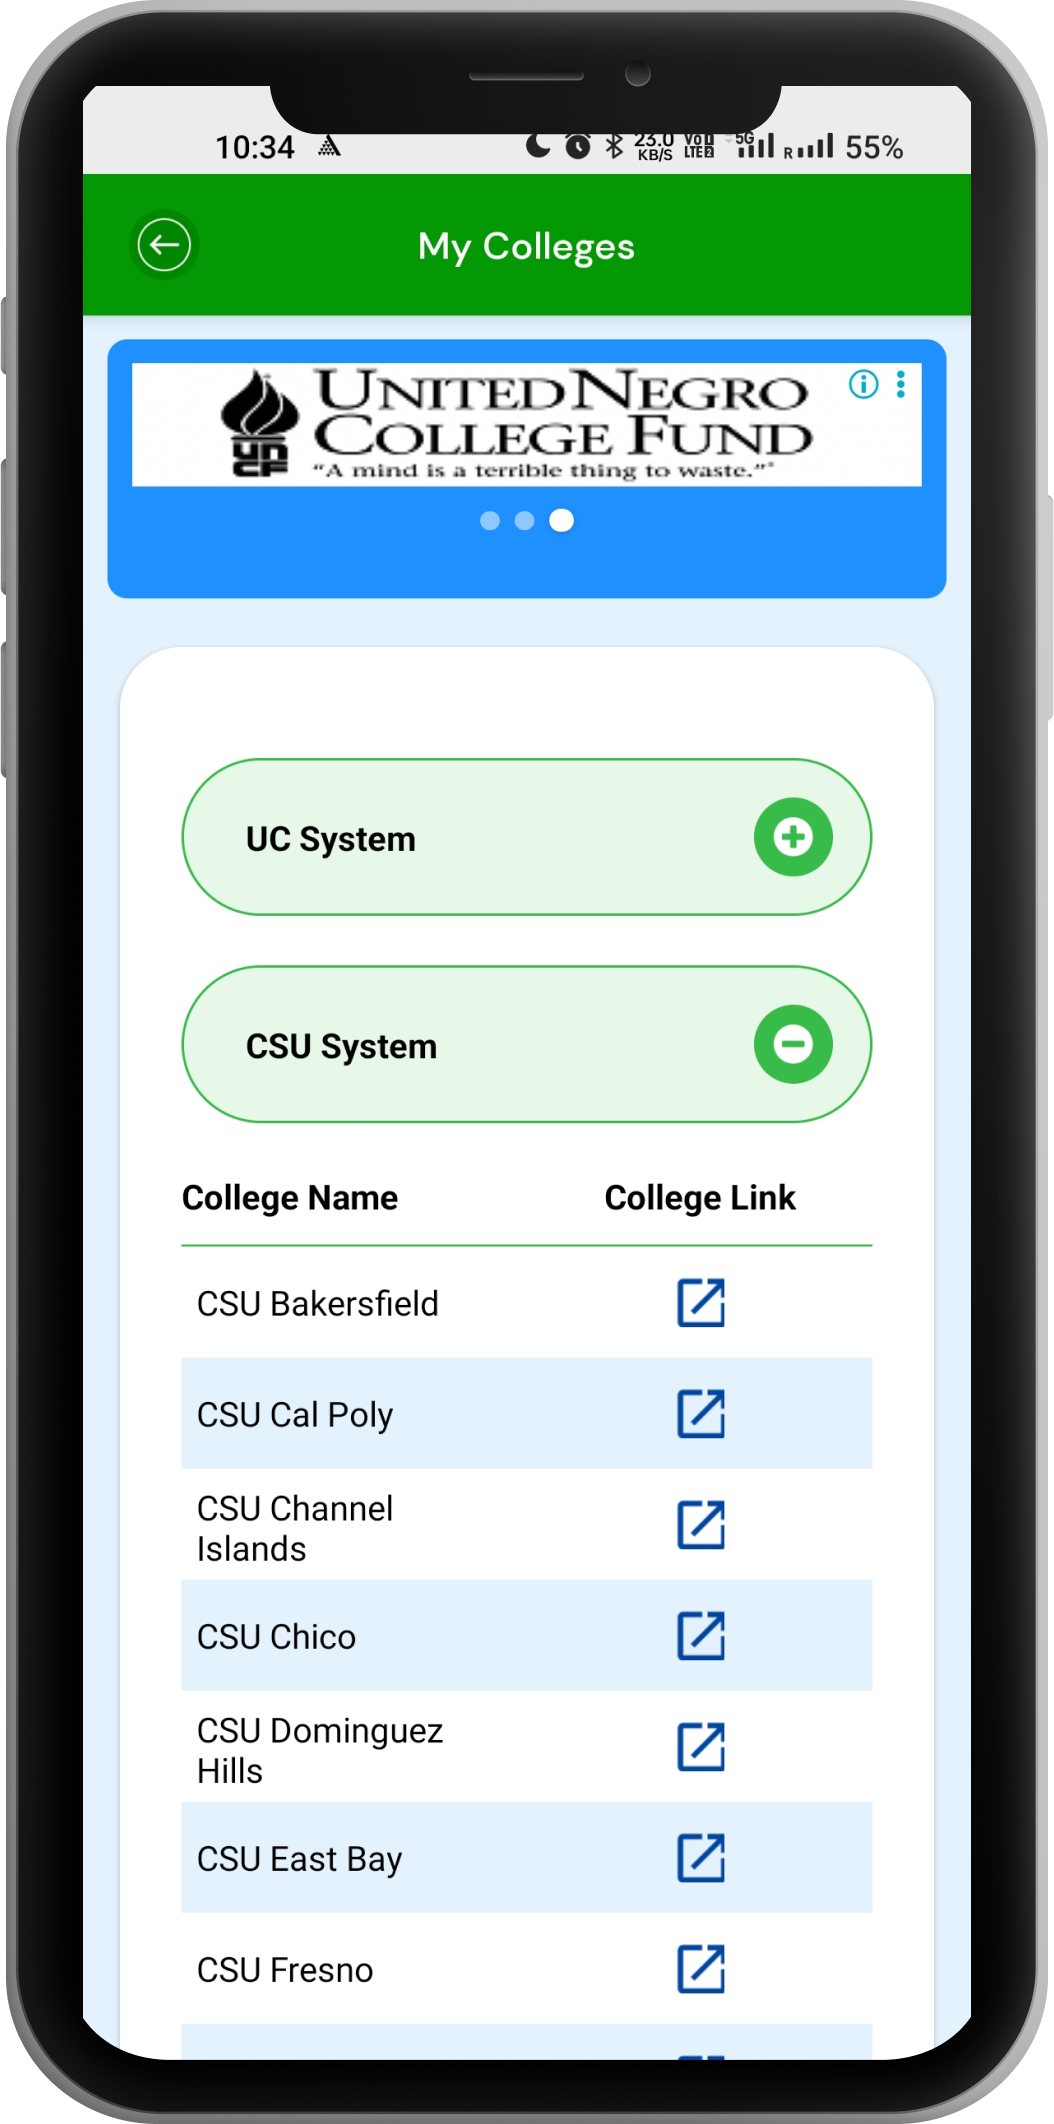 10:34 23.0 KB/S Vo LTE 2 5G R 55%
My Colleges
UNITED NEGRO
COLLEGE FUND
uncf
"A mind is a terrible thing to waste."®
UC System
CSU System
College Name College Link
CSU Bakersfield
CSU Cal Poly
CSU Channel
Islands
CSU Chico
CSU Dominguez
Hills
CSU East Bay
CSU Fresno